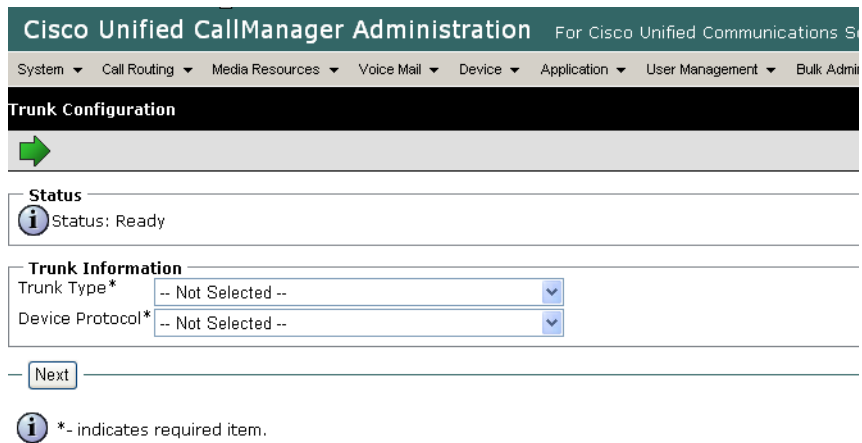 Cisco Unified CallManager Administration For Cisco Unified Communications
System Call Routing Media Resources Voice Mail Device Application User Management Bulk
Trunk Configuration
Status
Status: Ready
Trunk Information
Trunk Type* -- Not Selected --
Device Protocol* -- Not Selected --
Next
*- indicates required item.